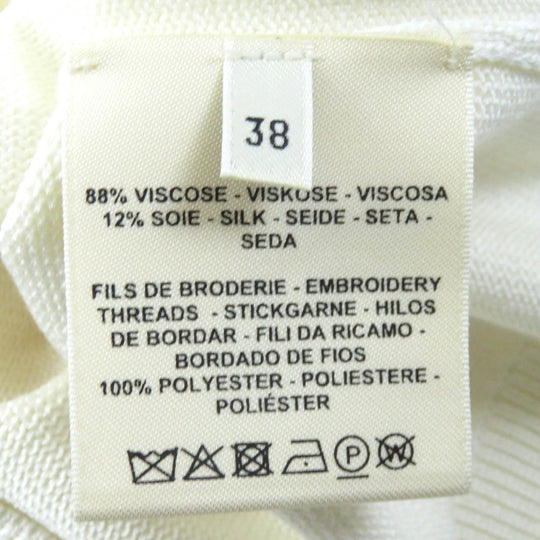 38
88% VISCOSE - VISKOSE - VISCOSA
12% SOIE - SILK - SEIDE - SETA -
SEDA
FILS DE BRODERIE - EMBROIDERY
THREADS - STICKGARNE - HILOS
DE BORDAR - FILI DA RICAMO -
BORDADO DE FIOS
100% POLYESTER - POLIESTERE -
POLIÉSTER
P W